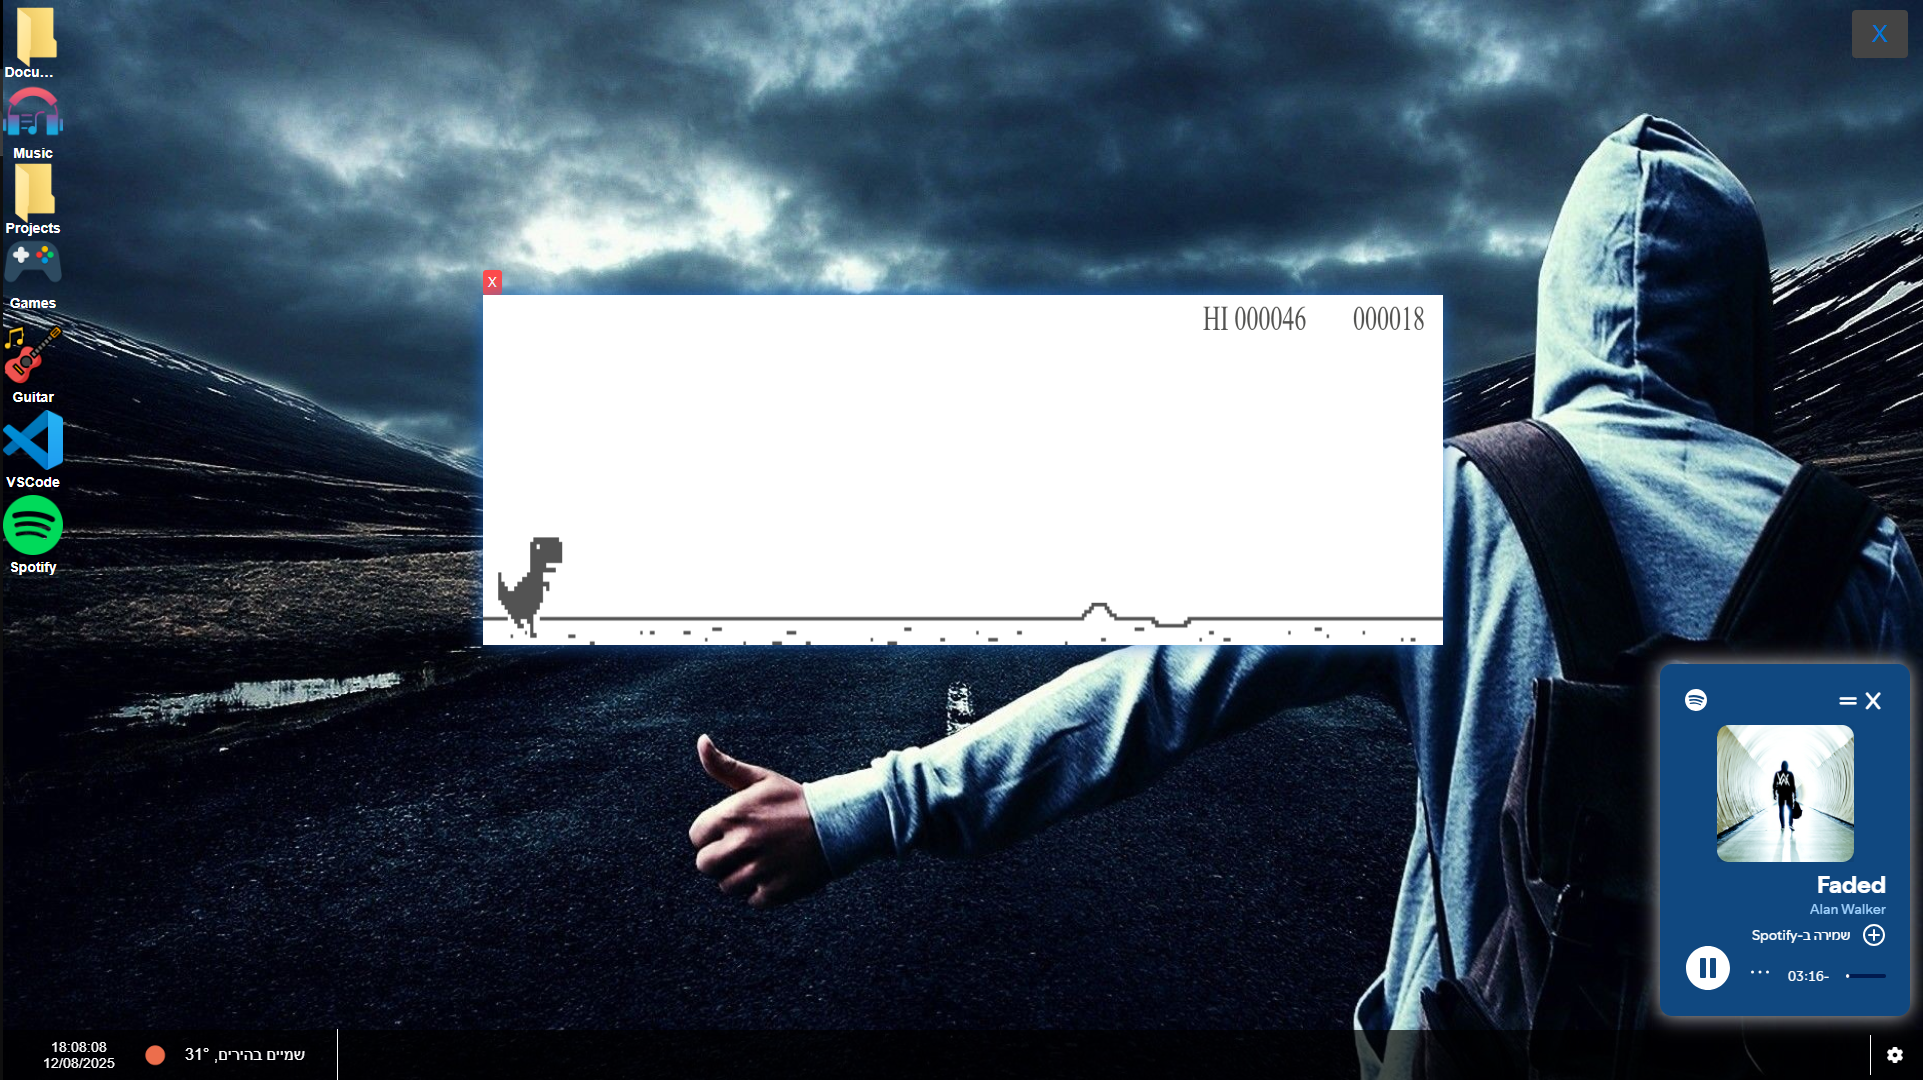 Docu...
Music
Projects
Games
Guitar
VSCode
Spotify
X
X
HI 000046 000018
X
Faded
Alan Walker
שמירה ב-Spotify
03:16-
18:08:08
12/08/2025
שמיים בהירים, 31°